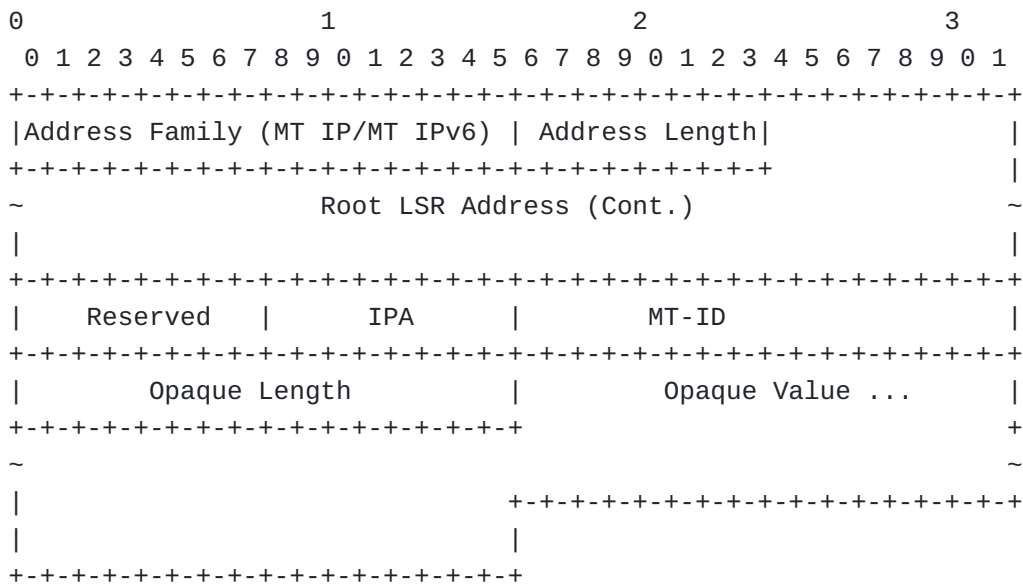 0                   1                   2                   3
 0 1 2 3 4 5 6 7 8 9 0 1 2 3 4 5 6 7 8 9 0 1 2 3 4 5 6 7 8 9 0 1
+-+-+-+-+-+-+-+-+-+-+-+-+-+-+-+-+-+-+-+-+-+-+-+-+-+-+-+-+-+-+-+-+
|Address Family (MT IP/MT IPv6) | Address Length|               |
+-+-+-+-+-+-+-+-+-+-+-+-+-+-+-+-+-+-+-+-+-+-+-+-+               |
~                   Root LSR Address (Cont.)                    ~
|                                                               |
+-+-+-+-+-+-+-+-+-+-+-+-+-+-+-+-+-+-+-+-+-+-+-+-+-+-+-+-+-+-+-+-+
|    Reserved   |      IPA      |        MT-ID                  |
+-+-+-+-+-+-+-+-+-+-+-+-+-+-+-+-+-+-+-+-+-+-+-+-+-+-+-+-+-+-+-+-+
|        Opaque Length          |         Opaque Value ...      |
+-+-+-+-+-+-+-+-+-+-+-+-+-+-+-+-+                               +
~                                                               ~
|                               +-+-+-+-+-+-+-+-+-+-+-+-+-+-+-+-+
|                               |
+-+-+-+-+-+-+-+-+-+-+-+-+-+-+-+-+